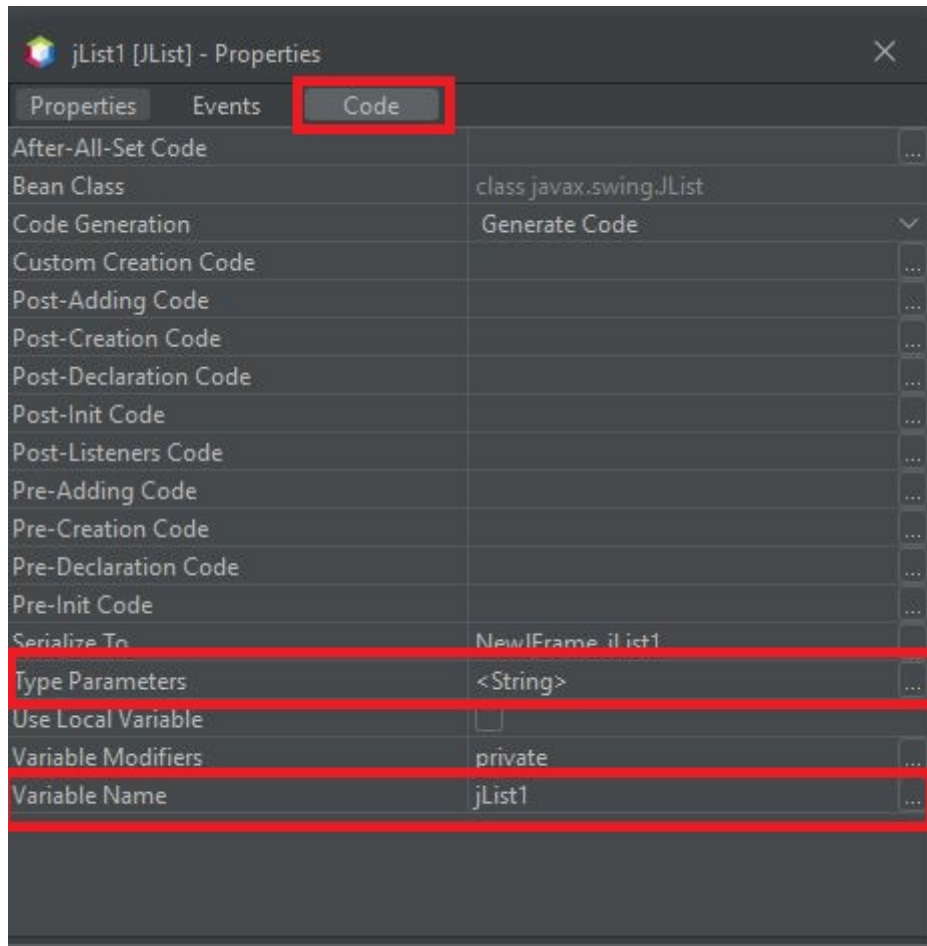 jList1 [JList] - Properties
Properties Events Code
After-All-Set Code ...
Bean Class class javax.swing.JList
Code Generation Generate Code
Custom Creation Code ...
Post-Adding Code ...
Post-Creation Code ...
Post-Declaration Code ...
Post-Init Code ...
Post-Listeners Code ...
Pre-Adding Code ...
Pre-Creation Code ...
Pre-Declaration Code ...
Pre-Init Code ...
Serialize To NewJFrame_jList1
Type Parameters <String> ...
Use Local Variable
Variable Modifiers private ...
Variable Name jList1 ...